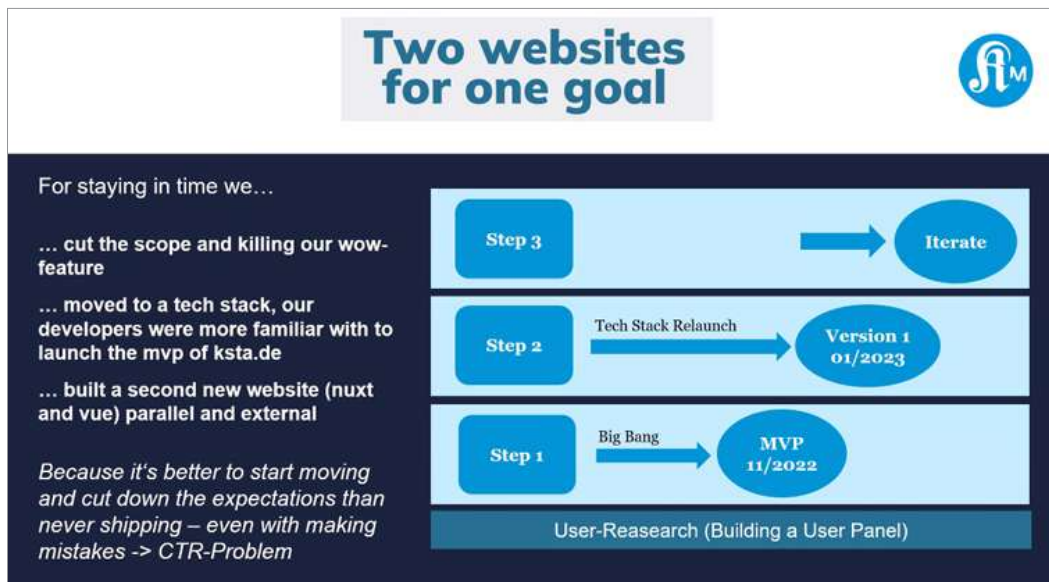 Two websites
for one goal
M
For staying in time we…
… cut the scope and killing our wow-
feature
… moved to a tech stack, our
developers were more familiar with to
launch the mvp of ksta.de
… built a second new website (nuxt
and vue) parallel and external
Because it‘s better to start moving
and cut down the expectations than
never shipping – even with making
mistakes -> CTR-Problem
Step 3
Iterate
Step 2
Tech Stack Relaunch
Version 1
01/2023
Step 1
Big Bang
MVP
11/2022
User-Reasearch (Building a User Panel)